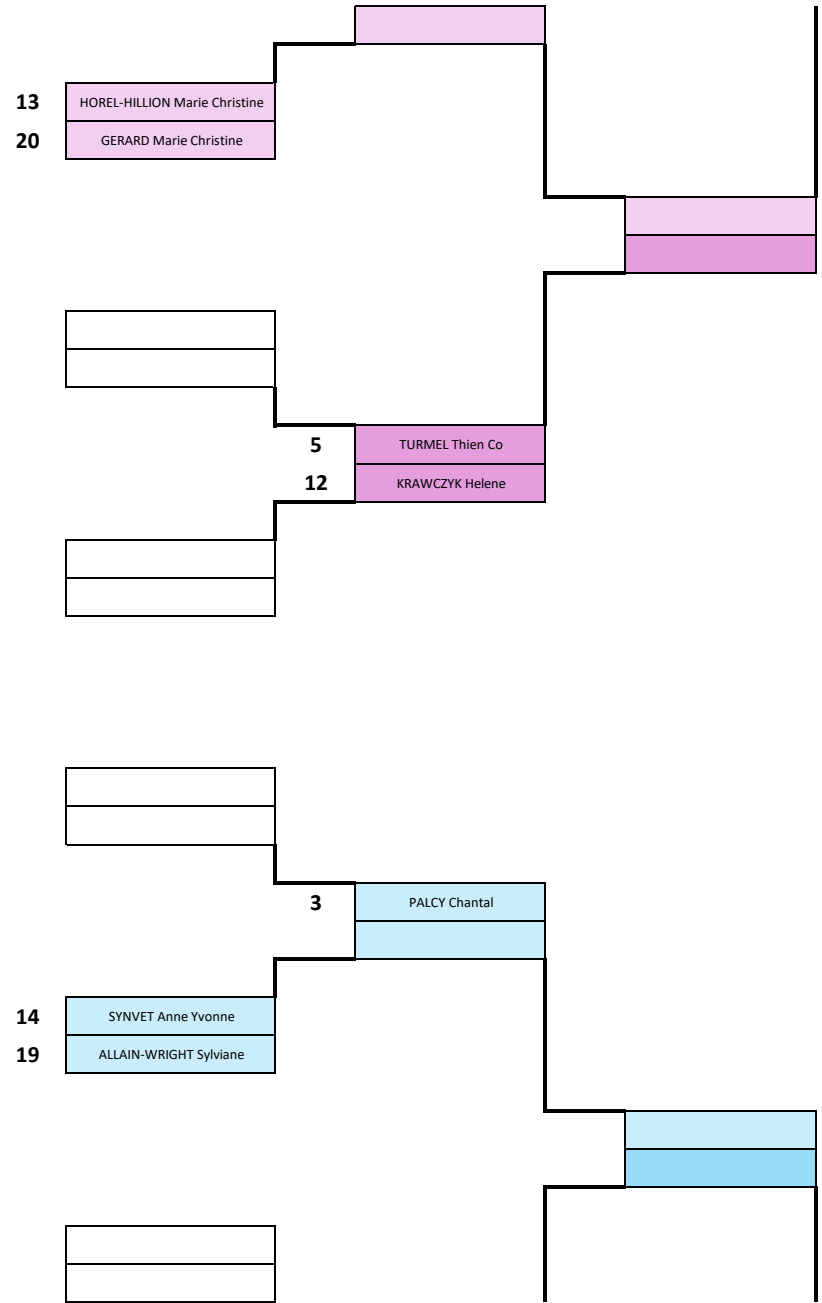 13 HOREL-HILLION Marie Christine
20 GERARD Marie Christine
5 TURMEL Thien Co
12 KRAWCZYK Helene
3 PALCY Chantal
14 SYNVET Anne Yvonne
19 ALLAIN-WRIGHT Sylviane